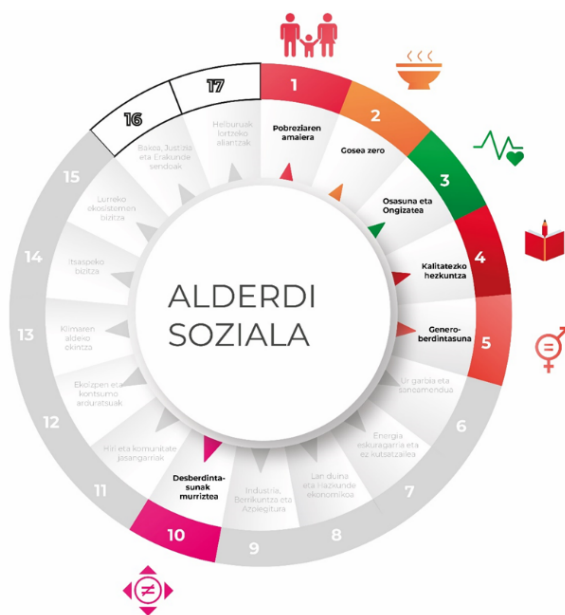 ALDERDI
SOZIALA
1
Pobreziaren
amaiera
2
Gosea zero
3
Osasuna eta
Ongizatea
4
Kalitatezko
hezkuntza
5
Genero-
berdintasuna
6
Ur garbia eta
saneamendua
7
Energia
eskuragarria eta
ez kutsatzailea
8
Lan duina
eta Hazkunde
ekonomikoa
9
Industria,
Berrikuntza eta
Azpiegitura
10
Desberdinta-
sunak
murriztea
11
Hiri eta komunitate
jasangarriak
12
Ekoizpen eta
kontsumo
arduratsuak
13
Klimaren
aldeko
ekintza
14
Itsaspeko
bizitza
15
Lurreko
ekosistemen
bizitza
16
Bakea, Justizia
eta Erakunde
sendoak
17
Helburuak
lortzeko
aliantzak